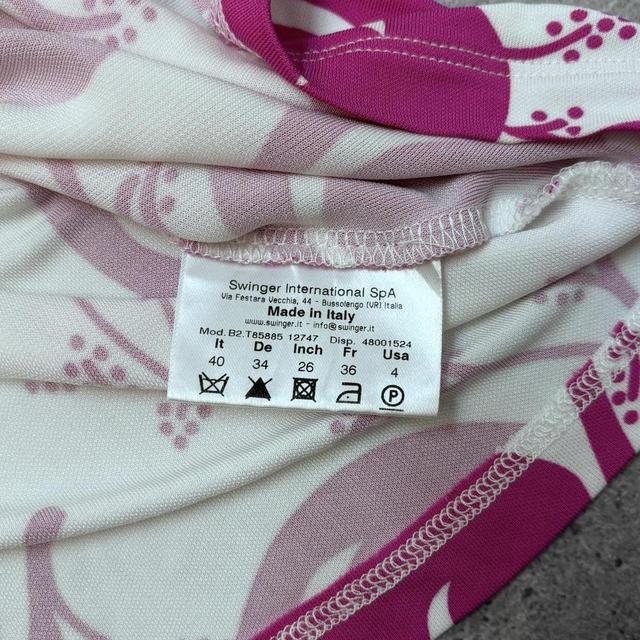 Swinger International SpA
Via Festara Vecchia, 44 - Bussolengo (VR) Italia
Made in Italy
www.swinger.it - info@swinger.it
Mod. B2.T85885 12747 Disp. 48001524
It De Inch Fr Usa
40 34 26 36 4
P